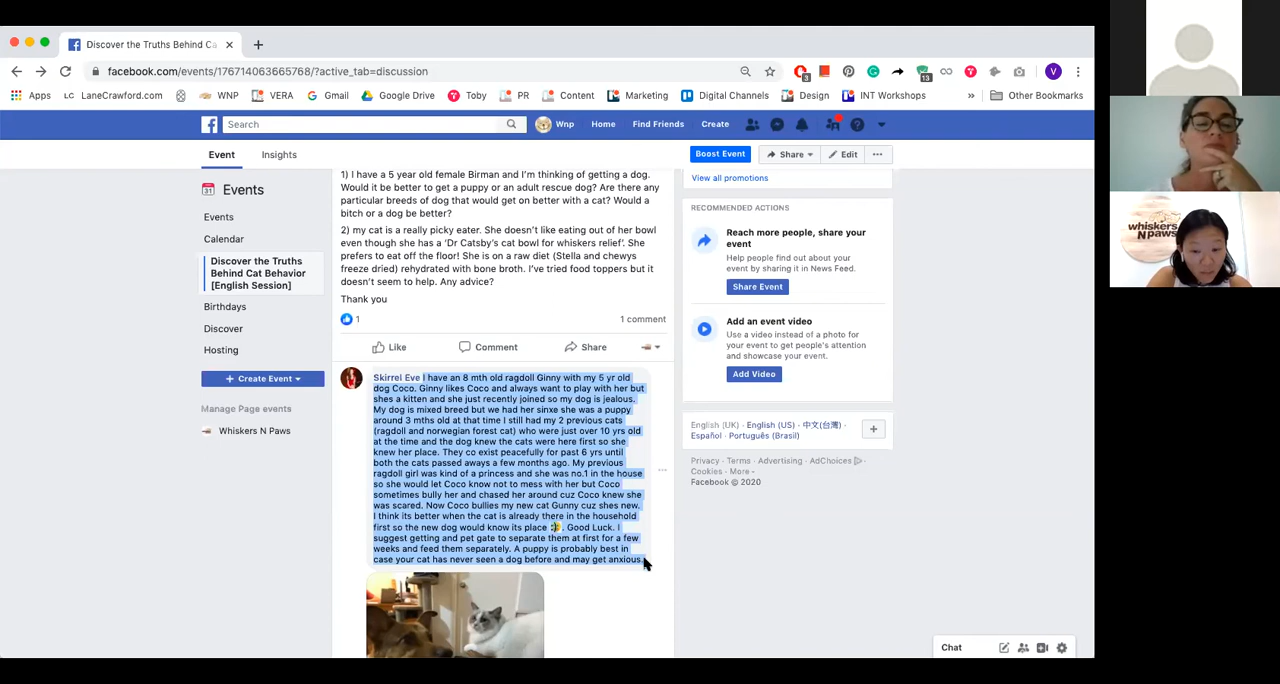 Discover the Truths Behind Ca
facebook.com/events/176714063665768/?active_tab=discussion
3
13
V
Apps
LC LaneCrawford.com
WNP
VERA
Gmail
Google Drive
Toby
PR
Content
Marketing
Digital Channels
Design
INT Workshops
»
Other Bookmarks
Search
Wnp
Home
Find Friends
Create
Event
Insights
Boost Event
Share
Edit
31 Events
Events
Calendar
Discover the Truths
Behind Cat Behavior
[English Session]
Birthdays
Discover
Hosting
+ Create Event
Manage Page events
Whiskers N Paws
1) I have a 5 year old female Birman and I'm thinking of getting a dog.
Would it be better to get a puppy or an adult rescue dog? Are there any
particular breeds of dog that would get on better with a cat? Would a
bitch or a dog be better?
2) my cat is a really picky eater. She doesn't like eating out of her bowl
even though she has a 'Dr Catsby's cat bowl for whiskers relief'. She
prefers to eat off the floor! She is on a raw diet (Stella and chewys
freeze dried) rehydrated with bone broth. I've tried food toppers but it
doesn't seem to help. Any advice?
Thank you
1
1 comment
Like
Comment
Share
Skirrel Eve I have an 8 mth old ragdoll Ginny with my 5 yr old
dog Coco. Ginny likes Coco and always want to play with her but
shes a kitten and she just recently joined so my dog is jealous.
My dog is mixed breed but we had her sinxe she was a puppy
around 3 mths old at that time I still had my 2 previous cats
(ragdoll and norwegian forest cat) who were just over 10 yrs old
at the time and the dog knew the cats were here first so she
knew her place. They co exist peacefully for past 6 yrs until
both the cats passed aways a few months ago. My previous
ragdoll girl was kind of a princess and she was no.1 in the house
so she would let Coco know not to mess with her but Coco
sometimes bully her and chased her around cuz Coco knew she
was scared. Now Coco bullies my new cat Gunny cuz shes new.
I think its better when the cat is already there in the household
first so the new dog would know its place . Good Luck. I
suggest getting and pet gate to separate them at first for a few
weeks and feed them separately. A puppy is probably best in
case your cat has never seen a dog before and may get anxious.
View all promotions
RECOMMENDED ACTIONS
Reach more people, share your
event
Help people find out about your
event by sharing it in News Feed.
Share Event
Add an event video
Use a video instead of a photo for
your event to get people's attention
and showcase your event.
Add Video
English (UK) · English (US) · 中文(台灣) ·
Español · Português (Brasil)
+
Privacy · Terms · Advertising · AdChoices ·
Cookies · More
Facebook © 2020
Chat
whiskers
N PAWS